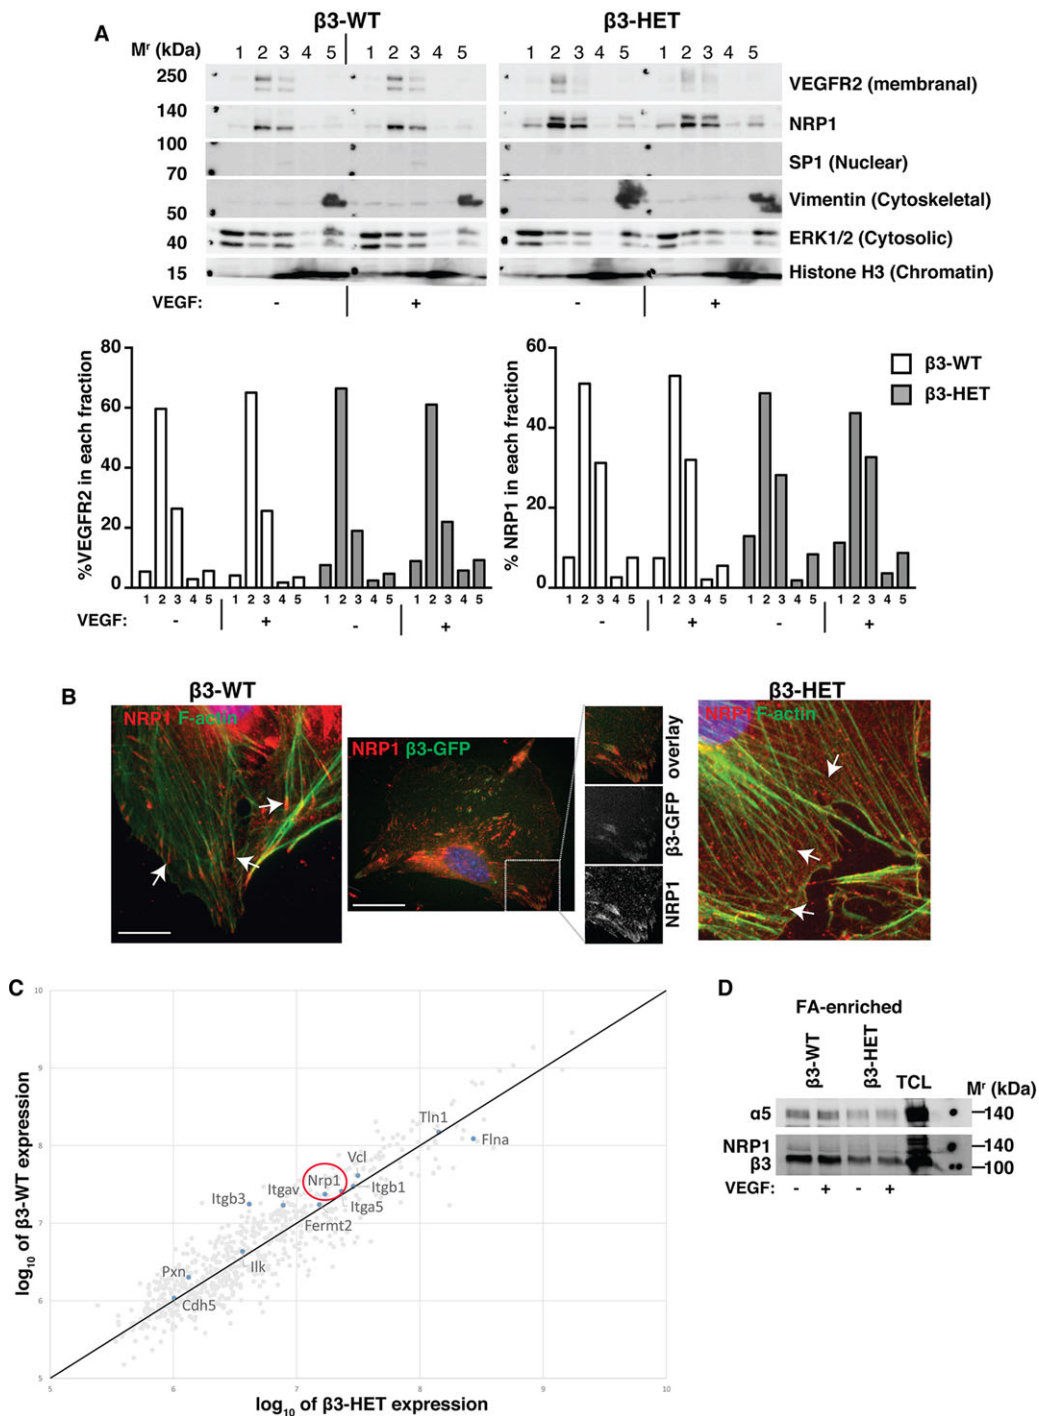 A
β3-WT
β3-HET
Mʳ (kDa)
1 2 3 4 5 1 2 3 4 5
1 2 3 4 5 1 2 3 4 5
250
VEGFR2 (membranal)
140
NRP1
100
SP1 (Nuclear)
70
Vimentin (Cytoskeletal)
50
ERK1/2 (Cytosolic)
40
15
Histone H3 (Chromatin)
VEGF: - +
- +
%VEGFR2 in each fraction
80
60
40
20
0
1 2 3 4 5 1 2 3 4 5 1 2 3 4 5 1 2 3 4 5
VEGF: - + - +
% NRP1 in each fraction
60
40
20
0
1 2 3 4 5 1 2 3 4 5 1 2 3 4 5 1 2 3 4 5
- + - +
β3-WT
β3-HET
B
β3-WT
NRP1 F-actin
NRP1 β3-GFP
overlay
β3-GFP
NRP1
β3-HET
NRP1 F-actin
C
log₁₀ of β3-WT expression
10
9
8
7
6
5
Tln1
Flna
Vcl
Nrp1
Itgav
Itgb3
Itgb1
Itga5
Fermt2
Ilk
Pxn
Cdh5
5 6 7 8 9 10
log₁₀ of β3-HET expression
D
FA-enriched
β3-WT
β3-HET
TCL
Mʳ (kDa)
α5
140
NRP1
140
β3
100
VEGF: - + - +